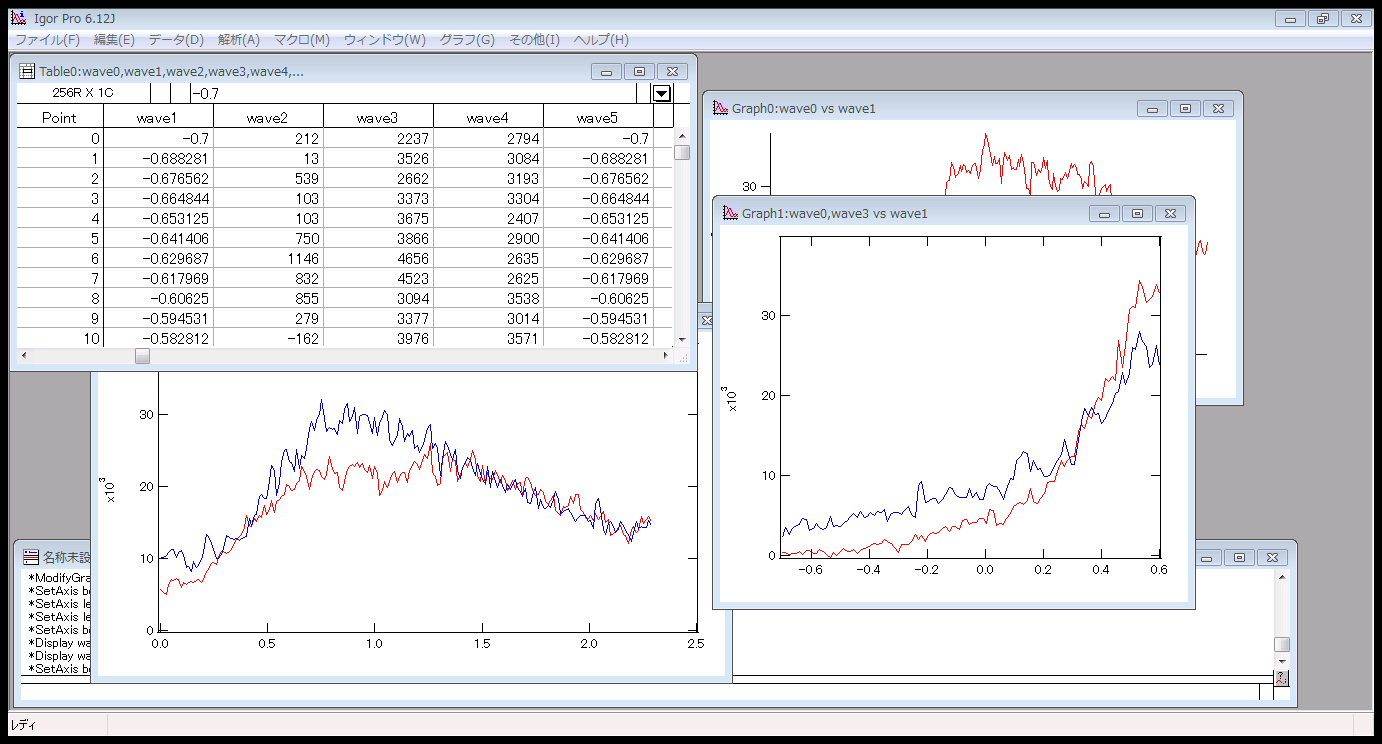 Igor Pro 6.12J
ファイル(F) 編集(E) データ(D) 解析(A) マクロ(M) ウィンドウ(W) グラフ(G) その他(I) ヘルプ(H)
Table0:wave0,wave1,wave2,wave3,wave4,...
256R X 1C -0.7
Point wave1 wave2 wave3 wave4 wave5
0 -0.7 212 2237 2794 -0.7
1 -0.688281 13 3526 3084 -0.688281
2 -0.676562 539 2662 3193 -0.676562
3 -0.664844 103 3373 3304 -0.664844
4 -0.653125 103 3675 2407 -0.653125
5 -0.641406 750 3866 2900 -0.641406
6 -0.629687 1146 4656 2635 -0.629687
7 -0.617969 832 4523 2625 -0.617969
8 -0.60625 855 3094 3538 -0.60625
9 -0.594531 279 3377 3014 -0.594531
10 -0.582812 -162 3976 3571 -0.582812
Graph0:wave0 vs wave1
30
Graph1:wave0,wave3 vs wave1
30
20
x10³
10
0
-0.6 -0.4 -0.2 0.0 0.2 0.4 0.6
30
20
x10³
10
0
0.0 0.5 1.0 1.5 2.0 2.5
名称未設
*ModifyGra
*SetAxis bo
*SetAxis le
*SetAxis le
*SetAxis bo
*Display wa
*Display wa
*SetAxis bo
レディ